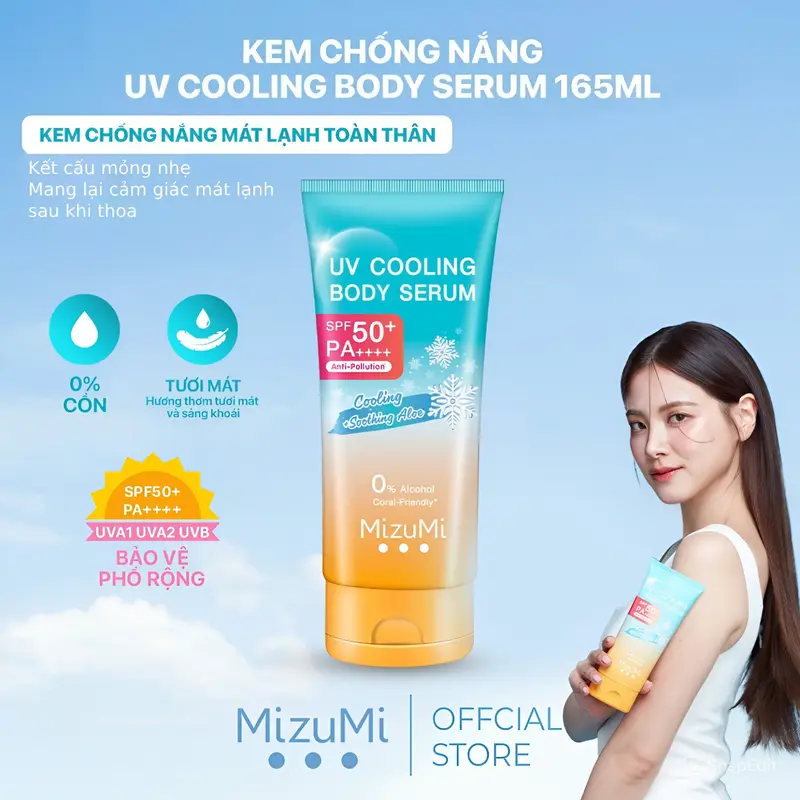 KEM CHỐNG NẮNG
UV COOLING BODY SERUM 165ML
KEM CHỐNG NẮNG MÁT LẠNH TOÀN THÂN
Kết cấu mỏng nhẹ
Mang lại cảm giác mát lạnh
sau khi thoa
UV COOLING
BODY SERUM
SPF 50+
PA++++
Anti-Pollution
Cooling
+Soothing Aloe
0% Alcohol
Coral-Friendly*
MizuMi
0%
CỒN
TƯƠI MÁT
Hương thơm tươi mát
và sảng khoái
SPF50+
PA++++
UVA1 UVA2 UVB
BẢO VỆ
PHỔ RỘNG
MizuMi
OFFCIAL
STORE